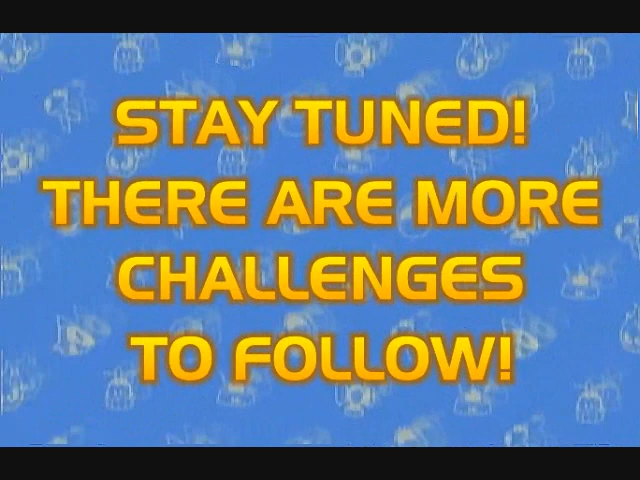 STAY TUNED!
THERE ARE MORE
CHALLENGES
TO FOLLOW!